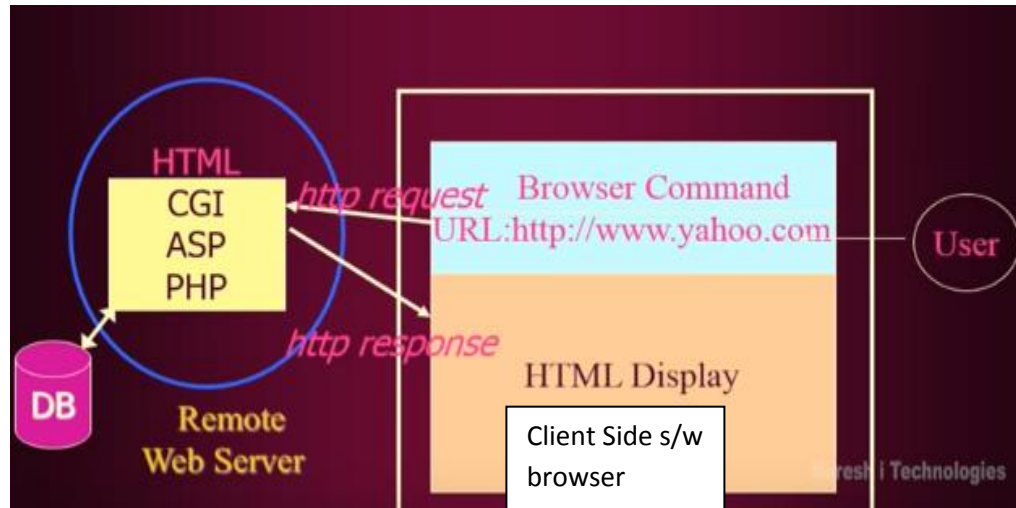 HTML
CGI
ASP
PHP
DB
Remote
Web Server
http request
http response
Browser Command
URL:http://www.yahoo.com
User
HTML Display
Client Side s/w
browser
i Technologies